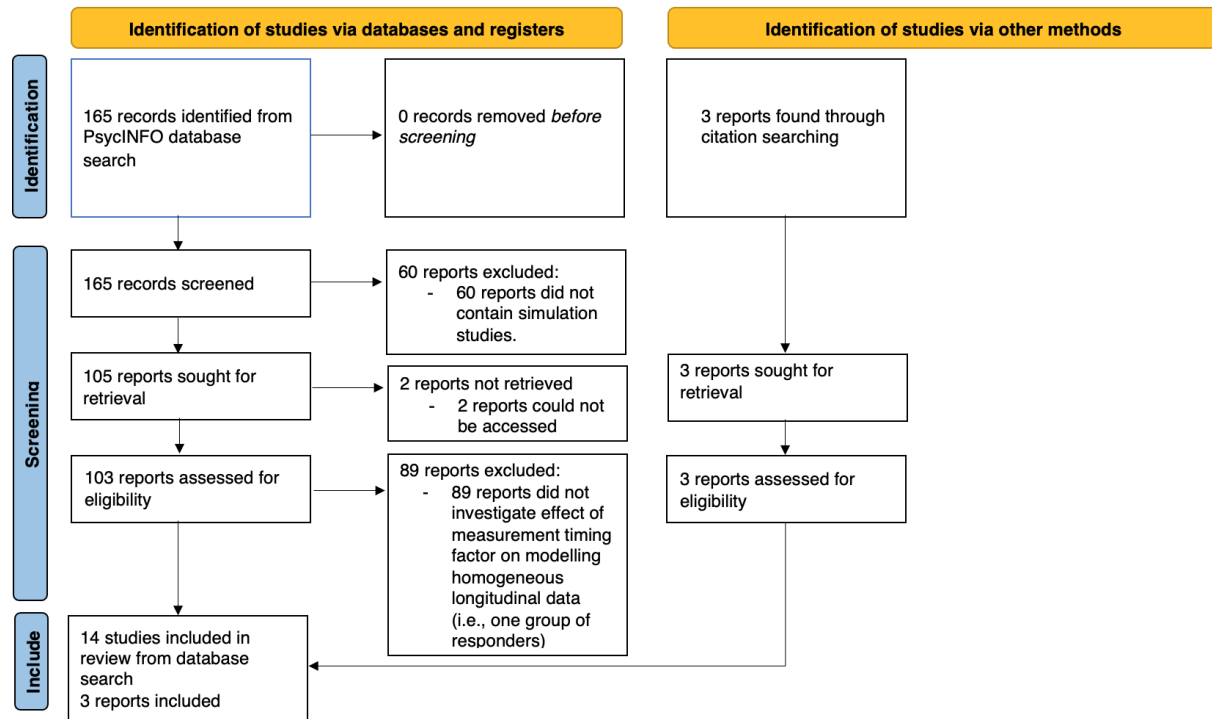 Identification of studies via databases and registers
Identification of studies via other methods
Identification
165 records identified from
PsycINFO database
search
0 records removed before
screening
3 reports found through
citation searching
Screening
165 records screened
60 reports excluded:
- 60 reports did not
contain simulation
studies.
105 reports sought for
retrieval
2 reports not retrieved
- 2 reports could not
be accessed
3 reports sought for
retrieval
103 reports assessed for
eligibility
89 reports excluded:
- 89 reports did not
investigate effect of
measurement timing
factor on modelling
homogeneous
longitudinal data
(i.e., one group of
responders)
3 reports assessed for
eligibility
Include
14 studies included in
review from database
search
3 reports included